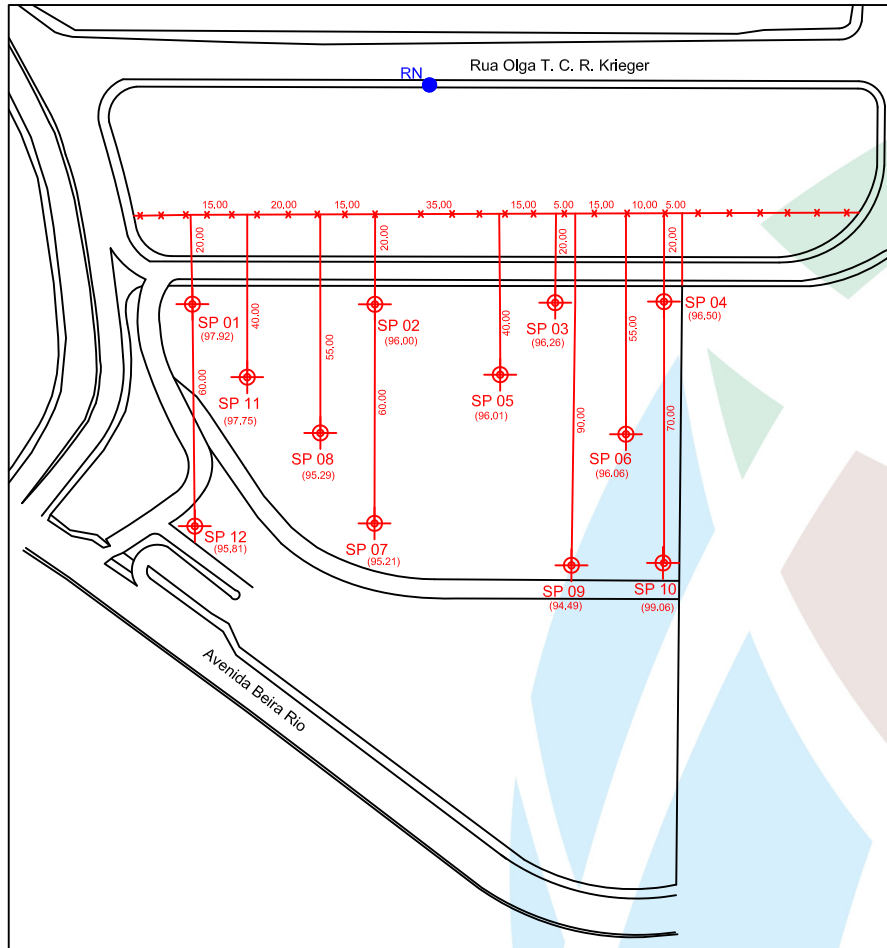 Rua Olga T. C. R. Krieger
RN
15,00
20.00
15,00
35,00
15,00
5.00
15,00
10,00
5.00
20,00
20,00
20,00
20,00
40.00
55,00
40.00
55,00
SP 01
(97.92)
SP 02
(96.00)
SP 03
(96,26)
SP 04
(96,50)
60.00
60.00
90,00
70,00
SP 11
(97.75)
SP 05
(96.01)
SP 08
(95.29)
SP 06
(96.06)
SP 12
(95,81)
SP 07
(95.21)
SP 09
(94,49)
SP 10
(99.06)
Avenida Beira Rio